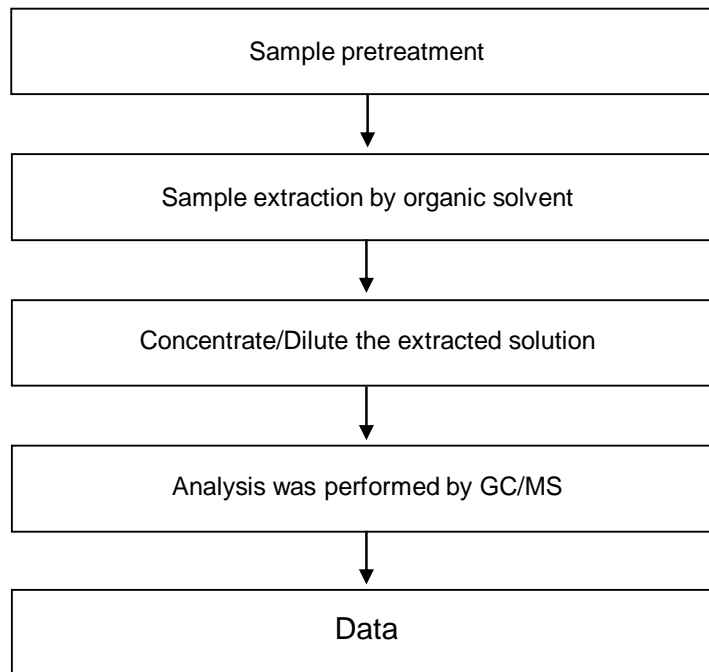 Sample pretreatment
Sample extraction by organic solvent
Concentrate/Dilute the extracted solution
Analysis was performed by GC/MS
Data